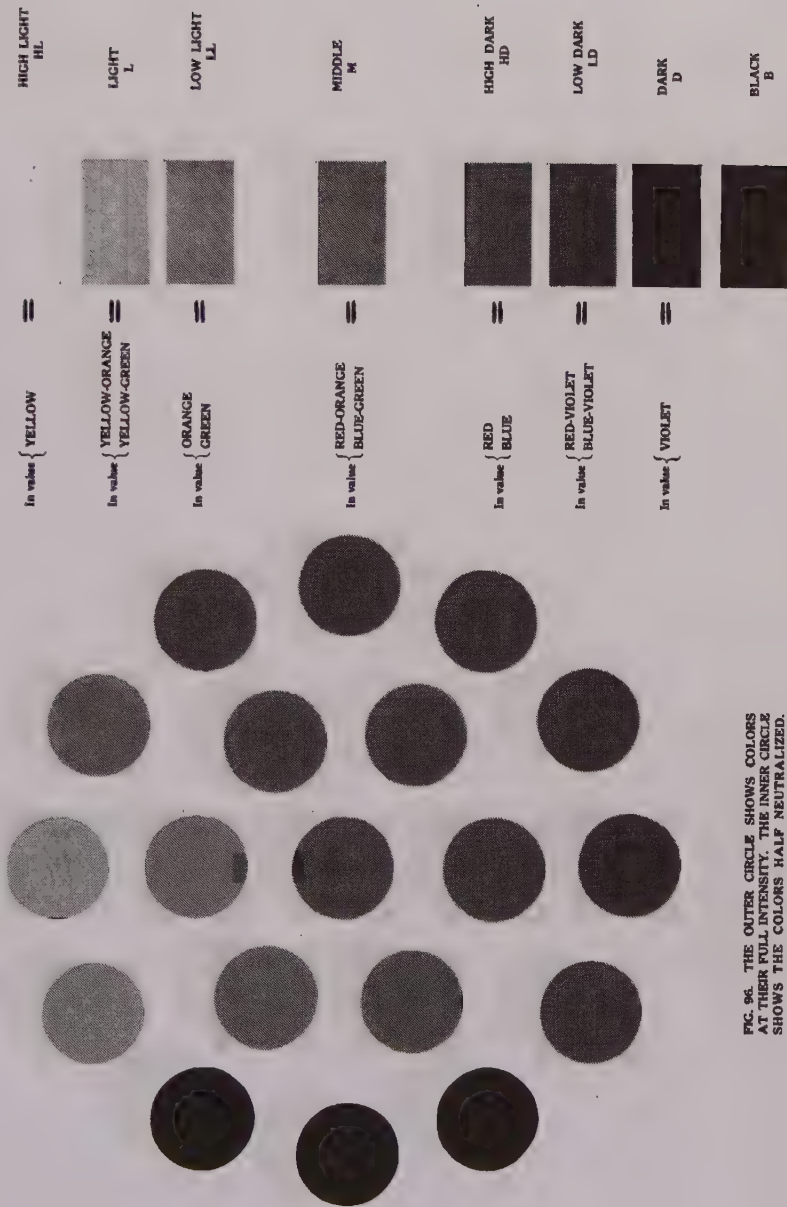 HIGH LIGHT
HL
LIGHT
L
LOW LIGHT
LL
MIDDLE
M
HIGH DARK
HD
LOW DARK
LD
DARK
D
BLACK
B
=
=
=
=
=
=
=
In value { YELLOW
In value { YELLOW-ORANGE
YELLOW-GREEN
In value { ORANGE
GREEN
In value { RED-ORANGE
BLUE-GREEN
In value { RED
BLUE
In value { RED-VIOLET
BLUE-VIOLET
In value { VIOLET
FIG. 96. THE OUTER CIRCLE SHOWS COLORS
AT THEIR FULL INTENSITY. THE INNER CIRCLE
SHOWS THE COLORS HALF NEUTRALIZED.